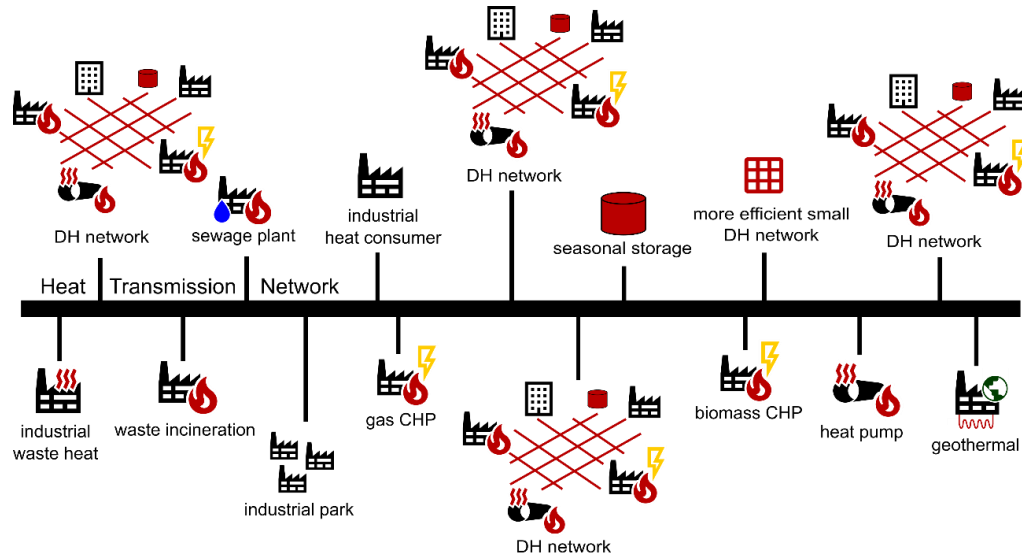 DH network
sewage plant
industrial
heat consumer
DH network
seasonal storage
more efficient small
DH network
DH network
Heat Transmission Network
industrial
waste heat
waste incineration
industrial park
gas CHP
DH network
biomass CHP
heat pump
geothermal